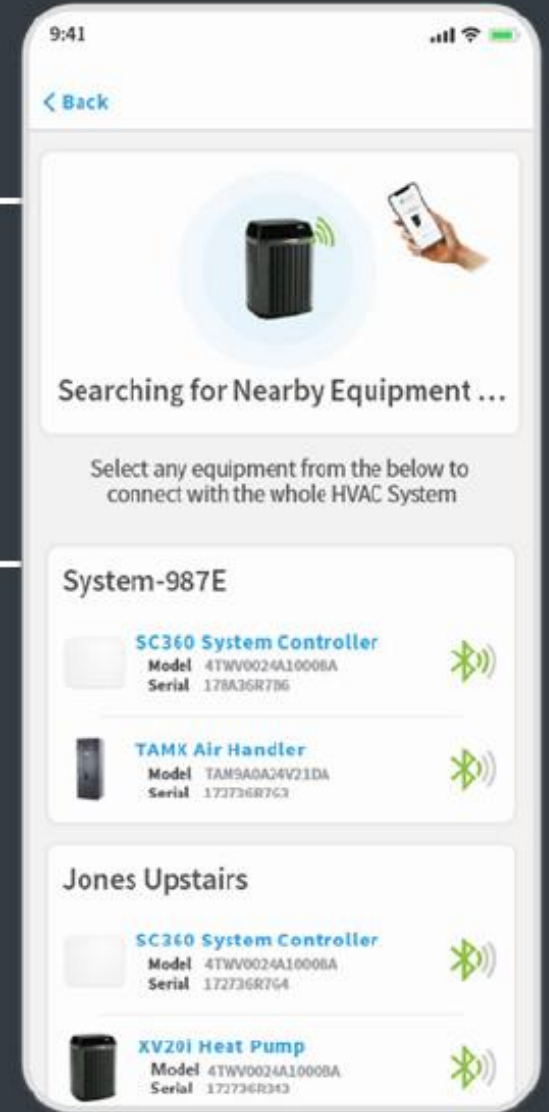 9:41
< Back
Searching for Nearby Equipment ...
Select any equipment from the below to
connect with the whole HVAC System
System-987E
SC360 System Controller
Model 4TWV0024A1000BA
Serial 178A36R786
TAMX Air Handler
Model TAM9A0A24V21DA
Serial 172736R763
Jones Upstairs
SC360 System Controller
Model 4TWV0024A1000BA
Serial 172736R764
XV20i Heat Pump
Model 4TWV0024A1000BA
Serial 172736R343